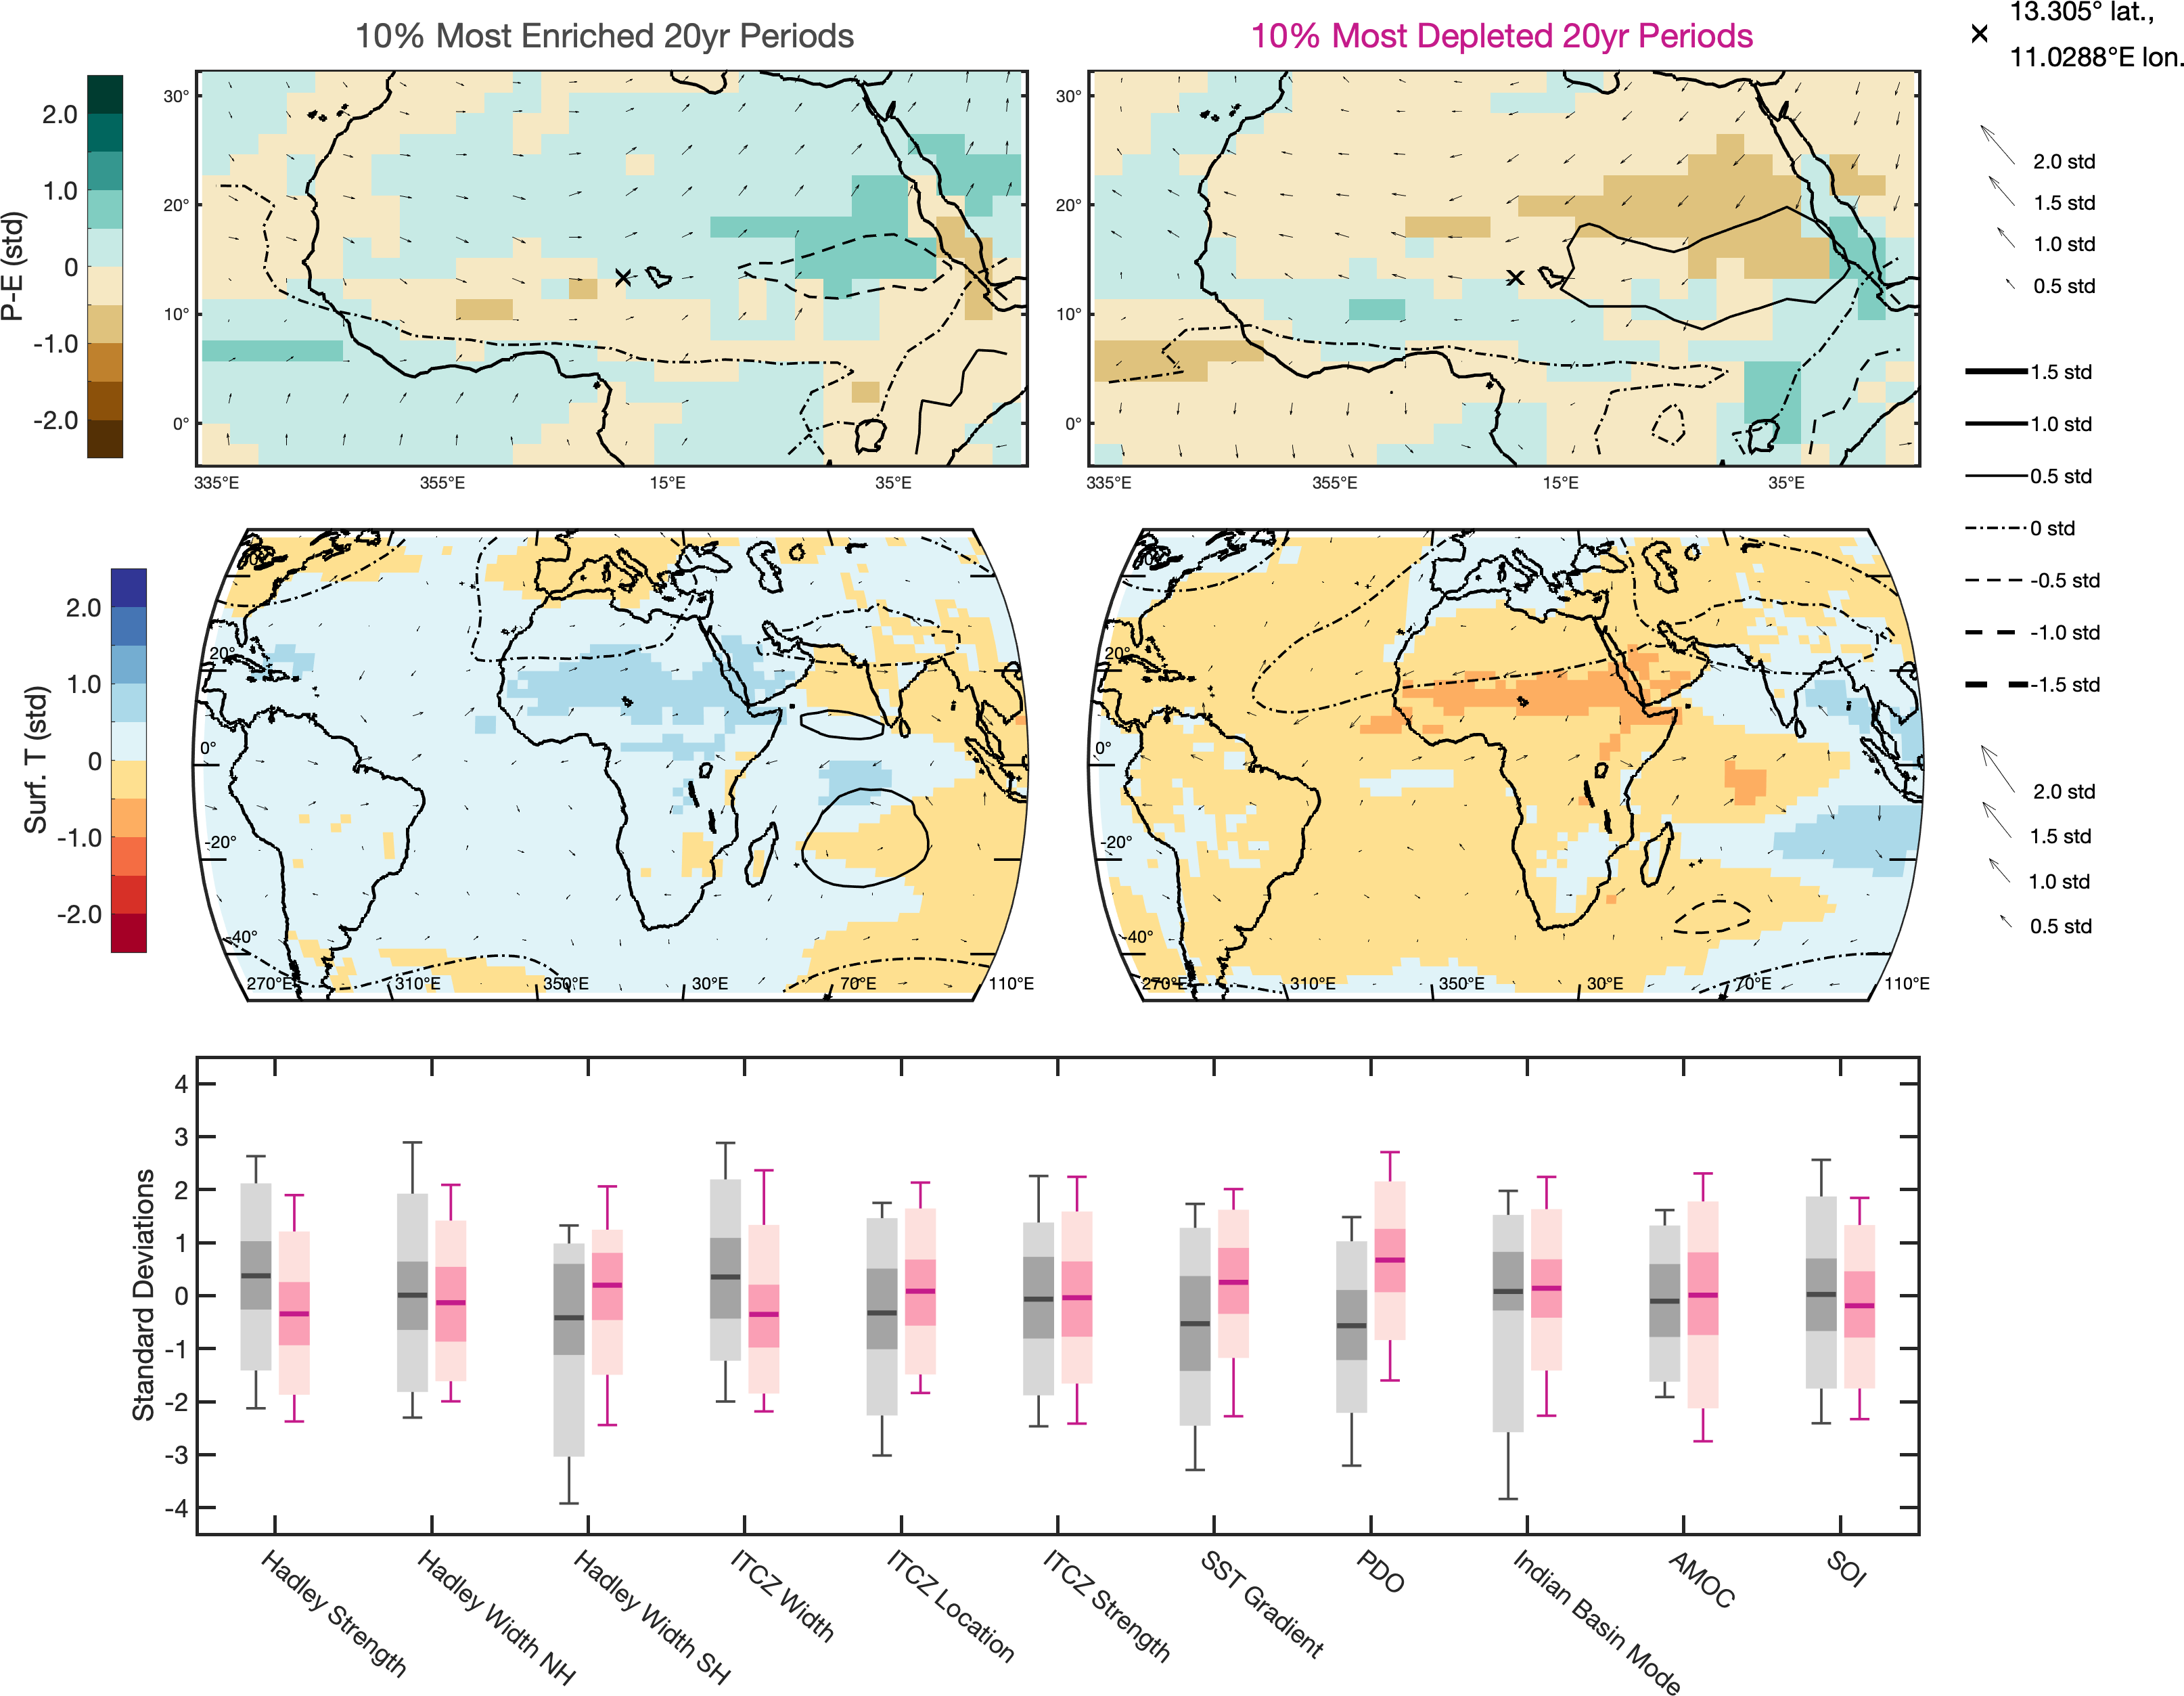 10% Most Enriched 20yr Periods
10% Most Depleted 20yr Periods
13.305° lat.,
11.0288°E lon.
P-E (std)
2.0
1.0
0
-1.0
-2.0
30°
20°
10°
0°
335°E
355°E
15°E
35°E
30°
20°
10°
0°
335°E
355°E
15°E
35°E
2.0 std
1.5 std
1.0 std
0.5 std
1.5 std
1.0 std
0.5 std
0 std
-0.5 std
-1.0 std
-1.5 std
Surf. T (std)
2.0
1.0
0
-1.0
-2.0
20°
0°
-20°
-40°
270°E
310°E
350°E
30°E
70°E
110°E
20°
0°
-20°
-40°
270°E
310°E
350°E
30°E
70°E
110°E
2.0 std
1.5 std
1.0 std
0.5 std
Standard Deviations
4
3
2
1
0
-1
-2
-3
-4
Hadley Strength
Hadley Width NH
Hadley Width SH
ITCZ Width
ITCZ Location
ITCZ Strength
SST Gradient
PDO
Indian Basin Mode
AMOC
SOI